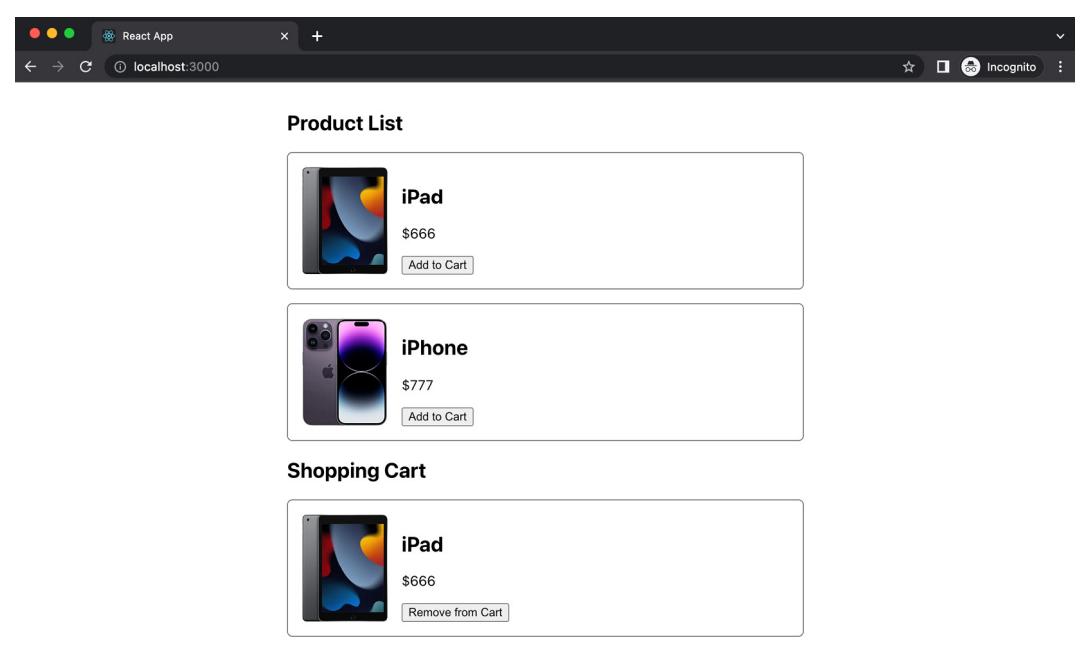 React App
localhost:3000
Incognito
Product List
iPad
$666
Add to Cart
iPhone
$777
Add to Cart
Shopping Cart
iPad
$666
Remove from Cart